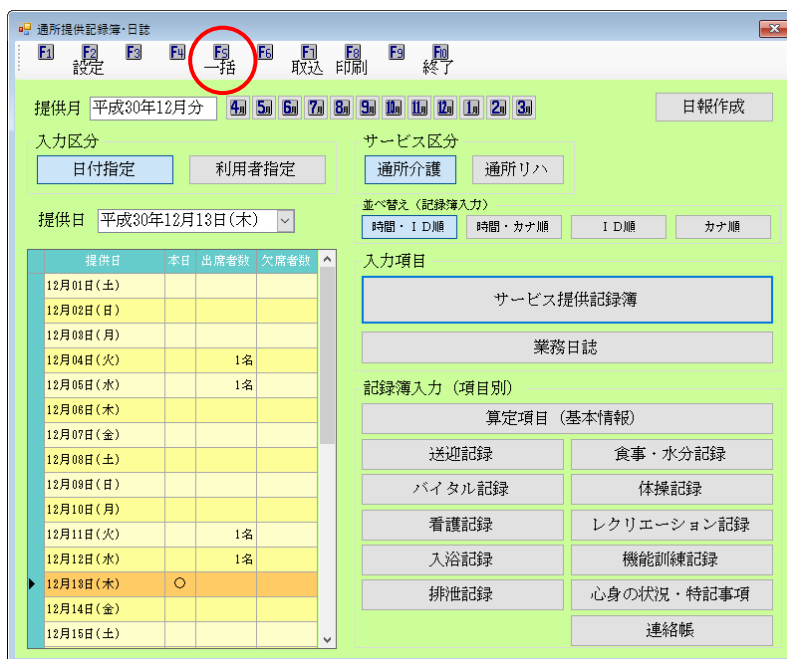 通所提供記録簿・日誌
F1 F2 F3 F4 F5 F6 F7 F8 F9 F10
設定 一括 取込 印刷 終了
提供月 平成30年12月分 4月 5月 6月 7月 8月 9月 10月 11月 12月 1月 2月 3月 日報作成
入力区分
日付指定 利用者指定
サービス区分
通所介護 通所リハ
提供日 平成30年12月13日(木)
並べ替え（記録簿入力）
時間・ＩＤ順 時間・カナ順 ＩＤ順 カナ順
提供日 本日 出席者数 欠席者数
12月01日(土)
12月02日(日)
12月03日(月)
12月04日(火) 1名
12月05日(水) 1名
12月06日(木)
12月07日(金)
12月08日(土)
12月09日(日)
12月10日(月)
12月11日(火) 1名
12月12日(水) 1名
12月13日(木) ○
12月14日(金)
12月15日(土)
入力項目
サービス提供記録簿
業務日誌
記録簿入力（項目別）
算定項目（基本情報）
送迎記録 食事・水分記録
バイタル記録 体操記録
看護記録 レクリエーション記録
入浴記録 機能訓練記録
排泄記録 心身の状況・特記事項
連絡帳